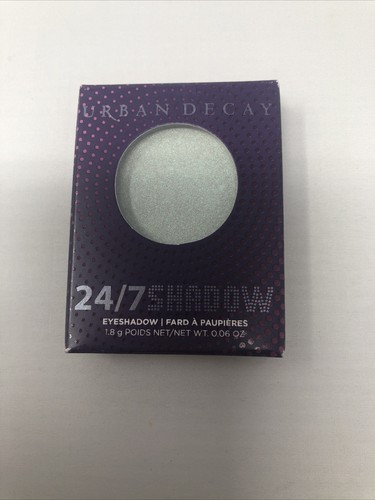 URBAN DECAY
24/7 SHADOW
EYESHADOW | FARD À PAUPIÈRES
1.8 g POIDS NET/NET WT. 0.06 OZ